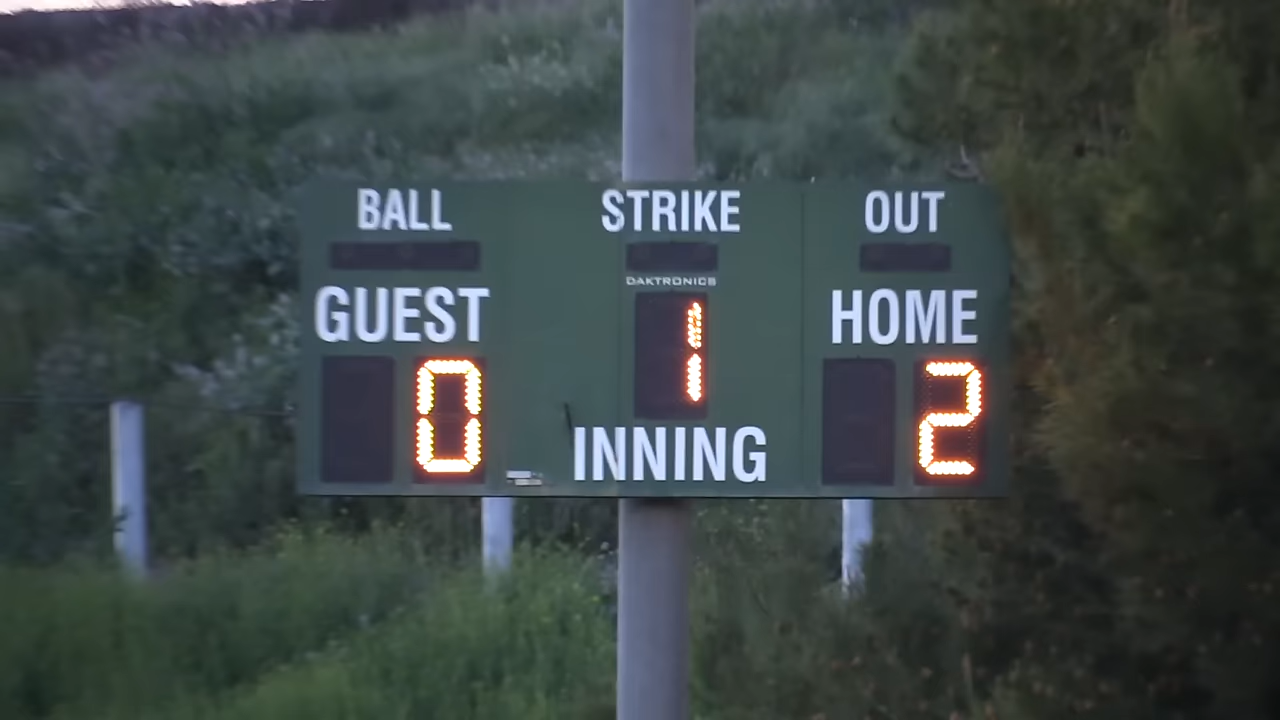 BALL STRIKE OUT
DAKTRONICS
GUEST 1 HOME
0 2
INNING